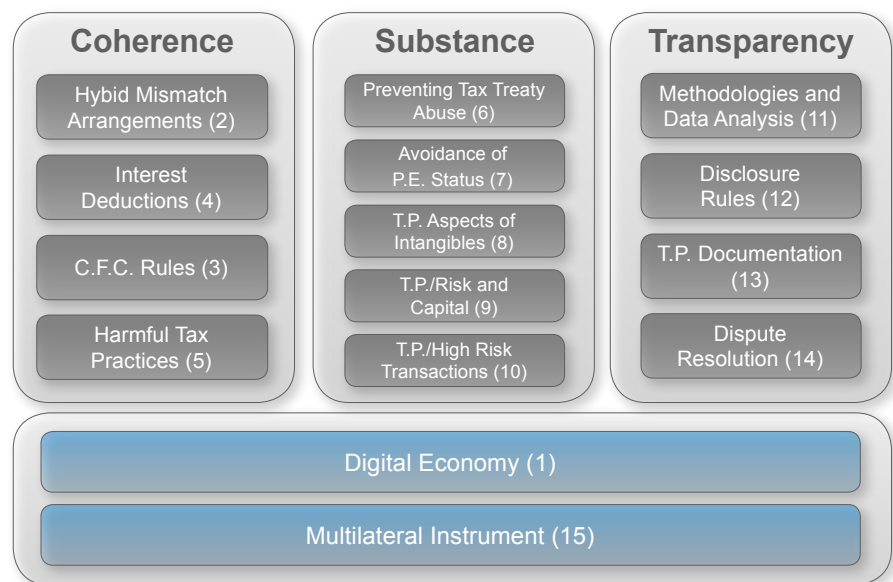 Coherence
Hybid Mismatch
Arrangements (2)
Interest
Deductions (4)
C.F.C. Rules (3)
Harmful Tax
Practices (5)
Substance
Preventing Tax Treaty
Abuse (6)
Avoidance of
P.E. Status (7)
T.P. Aspects of
Intangibles (8)
T.P./Risk and
Capital (9)
T.P./High Risk
Transactions (10)
Transparency
Methodologies and
Data Analysis (11)
Disclosure
Rules (12)
T.P. Documentation
(13)
Dispute
Resolution (14)
Digital Economy (1)
Multilateral Instrument (15)